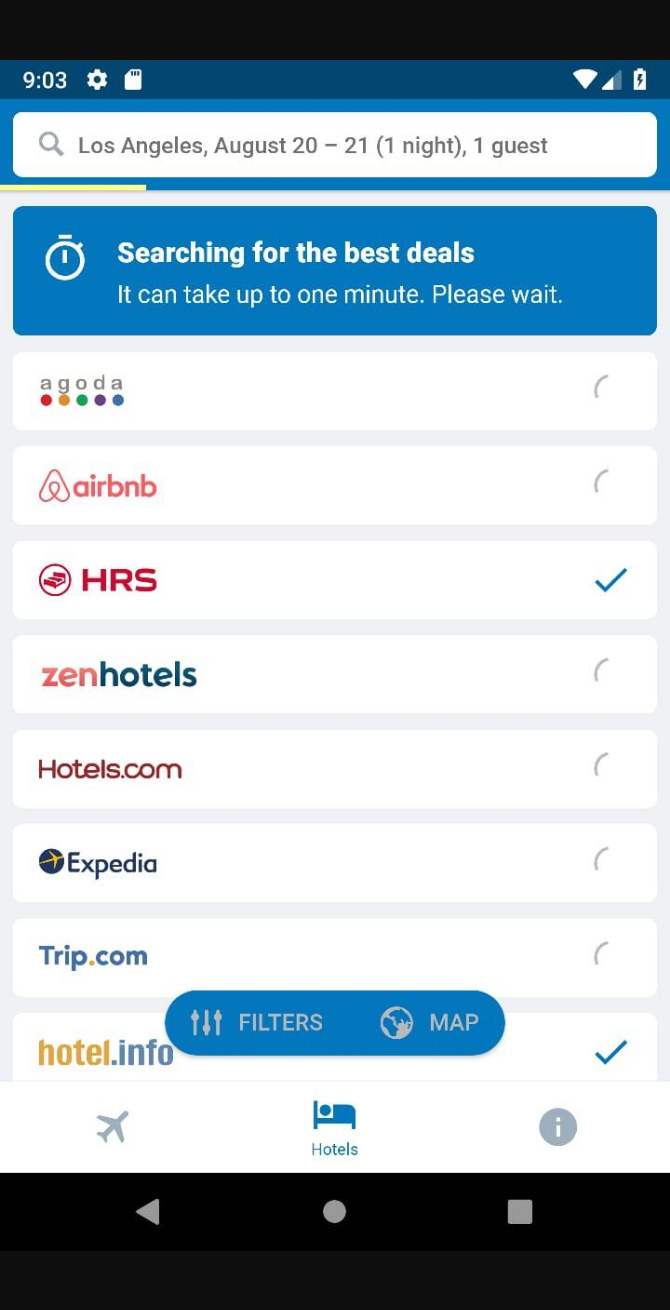 9:03
Los Angeles, August 20 – 21 (1 night), 1 guest
Searching for the best deals
It can take up to one minute. Please wait.
agoda
airbnb
HRS
zenhotels
Hotels.com
Expedia
Trip.com
FILTERS MAP
hotel.info
Hotels